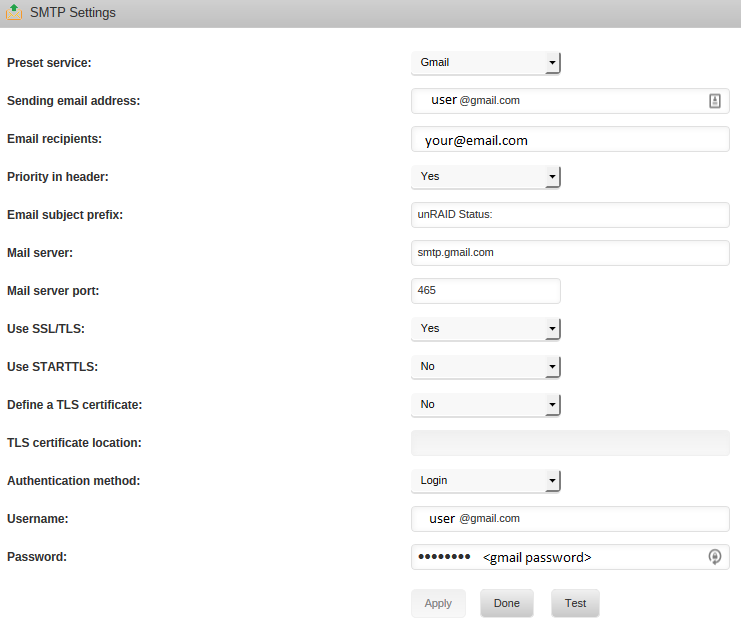 SMTP Settings
Preset service: Gmail
Sending email address: user @gmail.com
Email recipients: your@email.com
Priority in header: Yes
Email subject prefix: unRAID Status:
Mail server: smtp.gmail.com
Mail server port: 465
Use SSL/TLS: Yes
Use STARTTLS: No
Define a TLS certificate: No
TLS certificate location:
Authentication method: Login
Username: user @gmail.com
Password: •••••••• <gmail password>
Apply Done Test